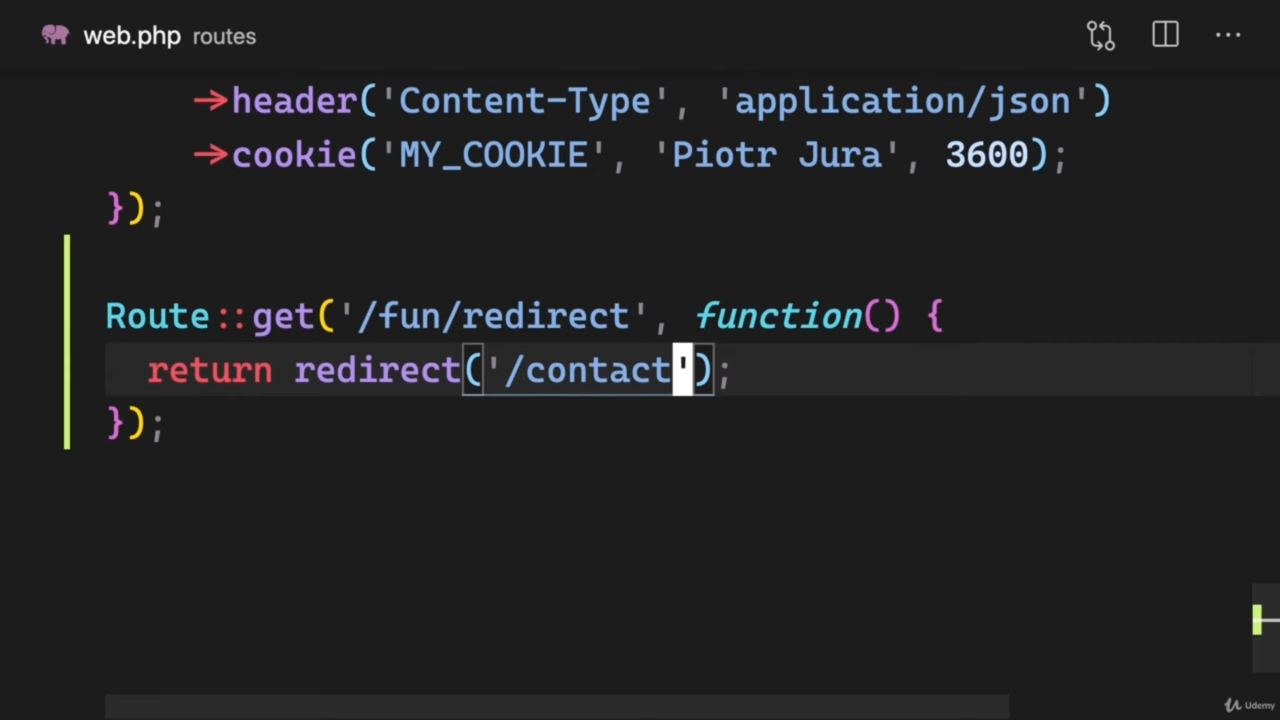 web.php routes
->header('Content-Type', 'application/json')
->cookie('MY_COOKIE', 'Piotr Jura', 3600);
});
Route::get('/fun/redirect', function() {
return redirect('/contact');
});
Udemy